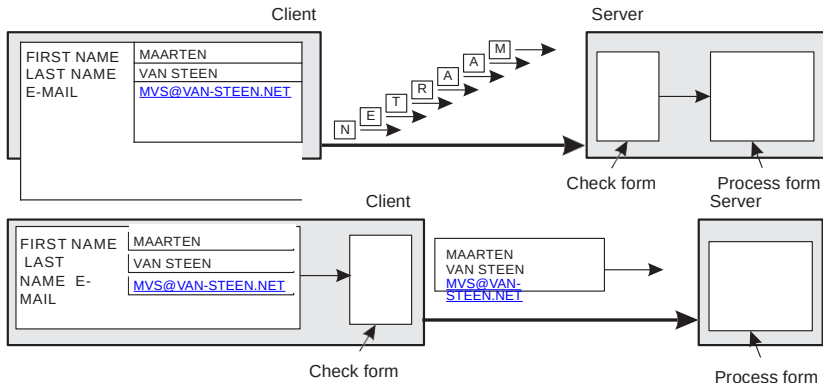 Client
Server
FIRST NAME
MAARTEN
LAST NAME
VAN STEEN
E-MAIL
MVS@VAN-STEEN.NET
N
E
T
R
A
A
M
Check form
Process form
Client
Server
FIRST NAME
MAARTEN
LAST
VAN STEEN
NAME E-
MVS@VAN-STEEN.NET
MAIL
MAARTEN
VAN STEEN
MVS@VAN-
STEEN.NET
Check form
Process form